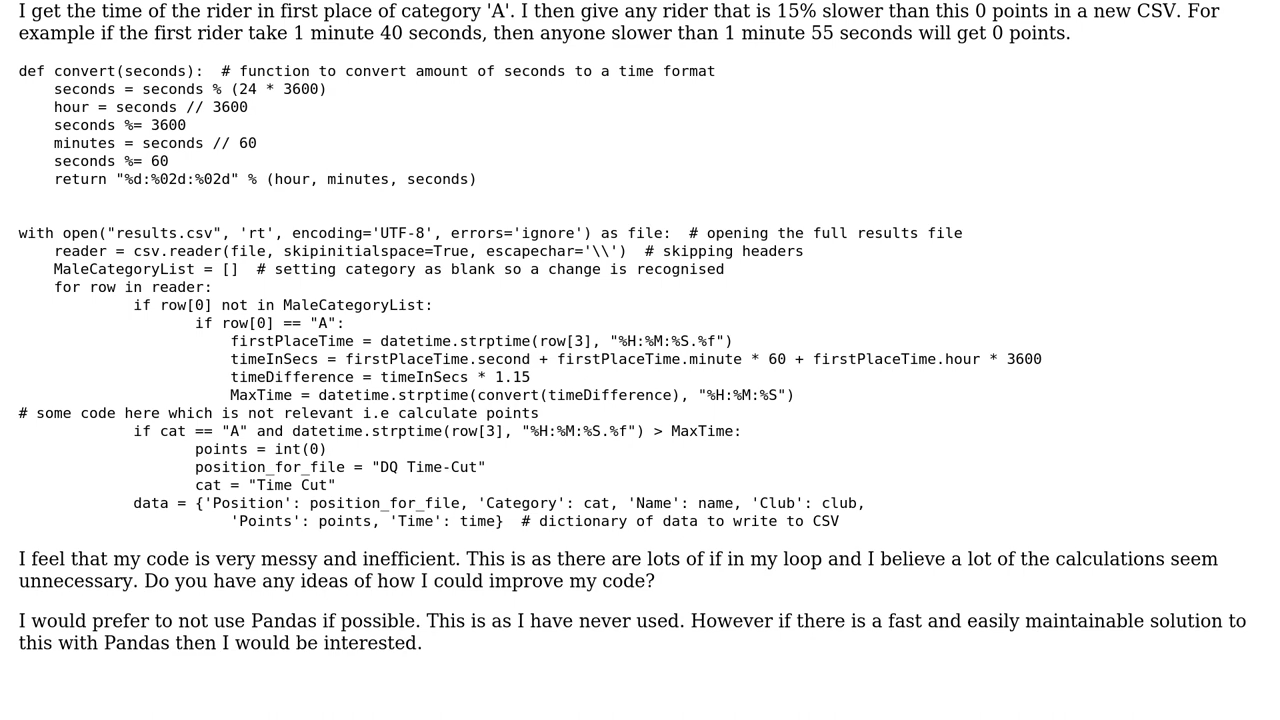 I get the time of the rider in first place of category 'A'. I then give any rider that is 15% slower than this 0 points in a new CSV. For
example if the first rider take 1 minute 40 seconds, then anyone slower than 1 minute 55 seconds will get 0 points.
def convert(seconds):  # function to convert amount of seconds to a time format
    seconds = seconds % (24 * 3600)
    hour = seconds // 3600
    seconds %= 3600
    minutes = seconds // 60
    seconds %= 60
    return "%d:%02d:%02d" % (hour, minutes, seconds)
with open("results.csv", 'rt', encoding='UTF-8', errors='ignore') as file:  # opening the full results file
    reader = csv.reader(file, skipinitialspace=True, escapechar='\\')  # skipping headers
    MaleCategoryList = []  # setting category as blank so a change is recognised
    for row in reader:
             if row[0] not in MaleCategoryList:
                    if row[0] == "A":
                        firstPlaceTime = datetime.strptime(row[3], "%H:%M:%S.%f")
                        timeInSecs = firstPlaceTime.second + firstPlaceTime.minute * 60 + firstPlaceTime.hour * 3600
                        timeDifference = timeInSecs * 1.15
                        MaxTime = datetime.strptime(convert(timeDifference), "%H:%M:%S")
# some code here which is not relevant i.e calculate points
             if cat == "A" and datetime.strptime(row[3], "%H:%M:%S.%f") > MaxTime:
                    points = int(0)
                    position_for_file = "DQ Time-Cut"
                    cat = "Time Cut"
             data = {'Position': position_for_file, 'Category': cat, 'Name': name, 'Club': club,
                        'Points': points, 'Time': time}  # dictionary of data to write to CSV
I feel that my code is very messy and inefficient. This is as there are lots of if in my loop and I believe a lot of the calculations seem
unnecessary. Do you have any ideas of how I could improve my code?
I would prefer to not use Pandas if possible. This is as I have never used. However if there is a fast and easily maintainable solution to
this with Pandas then I would be interested.